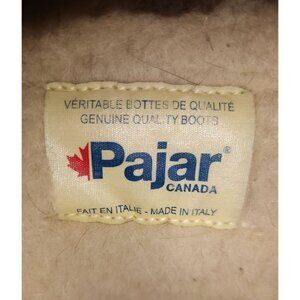 VÉRITABLE BOTTES DE QUALITÉ
GENUINE QUALITY BOOTS
Pajar®
CANADA
FAIT EN ITALIE - MADE IN ITALY